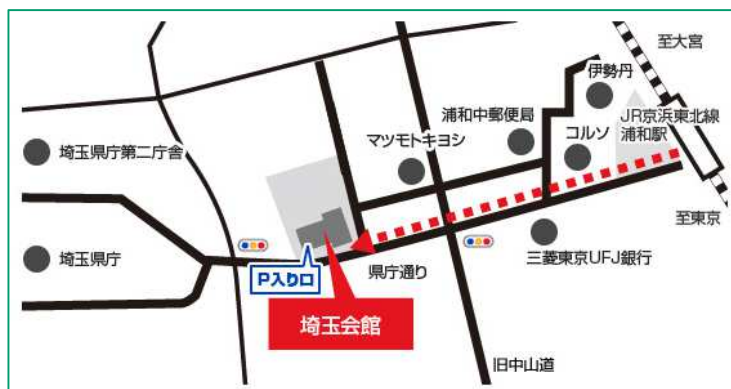 至大宮
伊勢丹
浦和中郵便局
JR京浜東北線
浦和駅
コルソ
マツモトキヨシ
埼玉県庁第二庁舎
至東京
三菱東京UFJ銀行
埼玉県庁
県庁通り
P入り口
埼玉会館
旧中山道